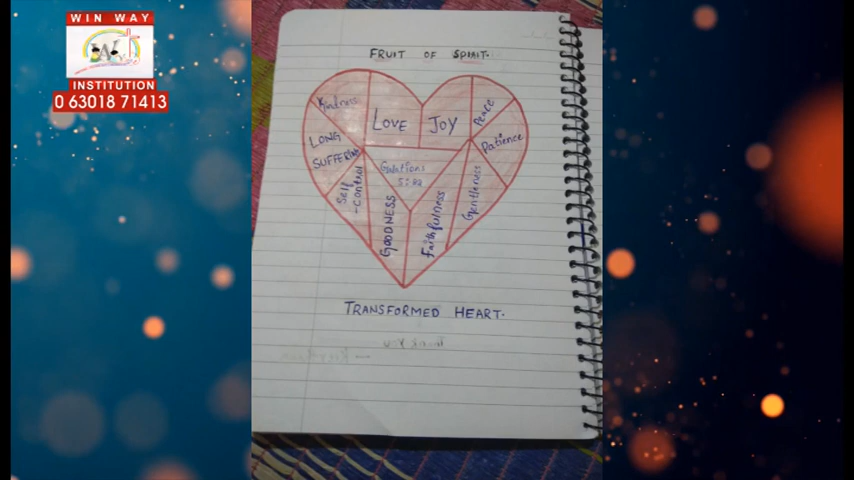 WIN WAY
INSTITUTION
0 63018 71413
FRUIT OF SPIRIT.
Kindness
LOVE
JOY
Peace
LONG
SUFFERING
Patience
Galations
5:22
Self
-control
GOODNESS
Faithfulness
Gentleness
TRANSFORMED HEART.